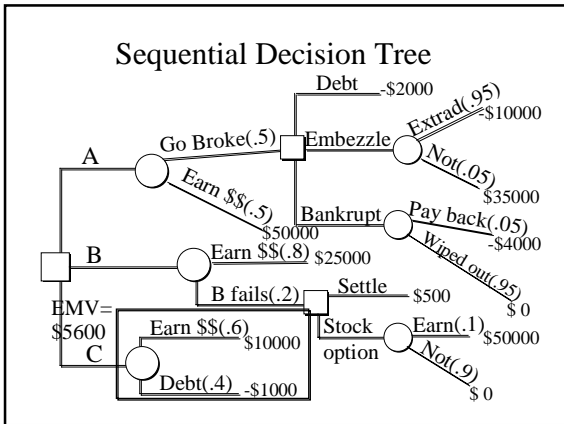 Sequential Decision Tree
Debt
-$2000
Extrad(.95)
-$10000
Go Broke(.5)
Embezzle
A
Not(.05)
$35000
Earn $$(.5)
$50000
Bankrupt
Pay back(.05)
-$4000
Wiped out(.95)
$ 0
B
Earn $$(.8)
$25000
B fails(.2)
Settle
$500
EMV=
$5600
Stock
option
Earn(.1)
$50000
Not(.9)
$ 0
C
Earn $$(.6)
$10000
Debt(.4)
-$1000